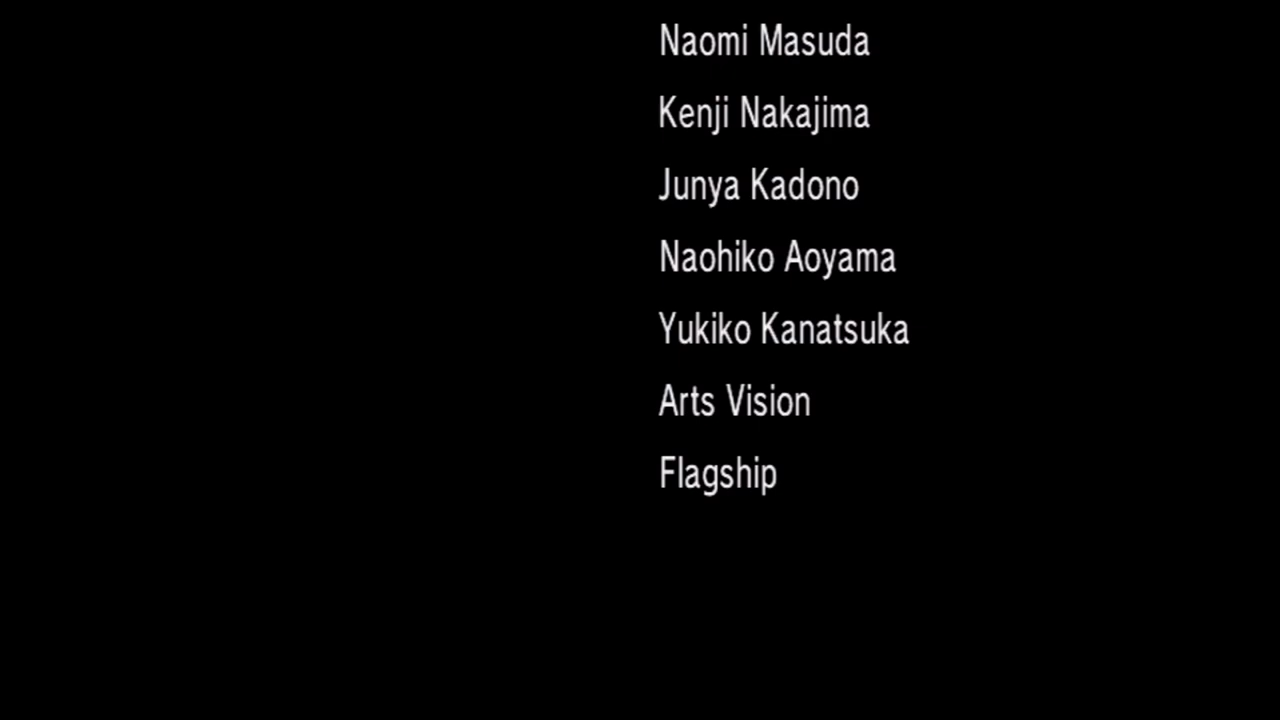 Naomi Masuda
Kenji Nakajima
Junya Kadono
Naohiko Aoyama
Yukiko Kanatsuka
Arts Vision
Flagship